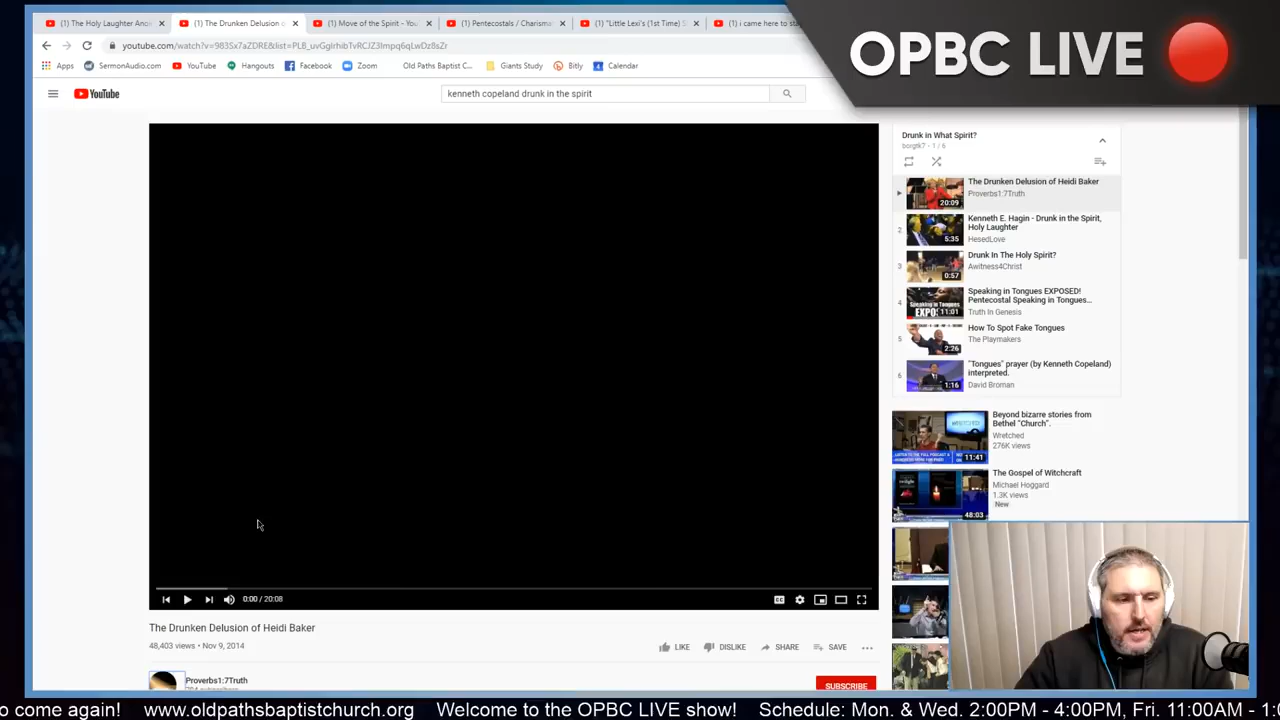 (1) The Holy Laughter Anoi
(1) The Drunken Delusion o
(1) Move of the Spirit - You
(1) Pentecostals / Charisma
(1) "Little Lexi's (1st Time) S
i came here to st
OPBC LIVE
youtube.com/watch?v=983Sx7aZDRE&list=PLB_uvGgIrhibTvRCJZ3Impq6qLwDz8sZr
Apps
SermonAudio.com
YouTube
Hangouts
Facebook
Zoom
Old Paths Baptist C...
Giants Study
Bitly
Calendar
YouTube
kenneth copeland drunk in the spirit
Drunk in What Spirit?
borgtk7 - 1 / 6
The Drunken Delusion of Heidi Baker
Proverbs1:7Truth
20:09
2
Kenneth E. Hagin - Drunk in the Spirit,
Holy Laughter
HesedLove
5:35
3
Drunk In The Holy Spirit?
Awitness4Christ
0:57
4
Speaking in Tongues EXPOSED!
Pentecostal Speaking in Tongues...
Truth In Genesis
11:01
5
How To Spot Fake Tongues
The Playmakers
2:26
6
"Tongues" prayer (by Kenneth Copeland)
interpreted.
David Broman
1:16
Beyond bizarre stories from
Bethel "Church".
Wretched
276K views
11:41
The Gospel of Witchcraft
Michael Hoggard
1.3K views
New
48:03
0:00 / 20:08
The Drunken Delusion of Heidi Baker
48,403 views • Nov 9, 2014
LIKE
DISLIKE
SHARE
SAVE
Proverbs1:7Truth
SUBSCRIBE
o come again! www.oldpathsbaptistchurch.org Welcome to the OPBC LIVE show! Schedule: Mon. & Wed. 2:00PM - 4:00PM, Fri. 11:00AM - 1:0